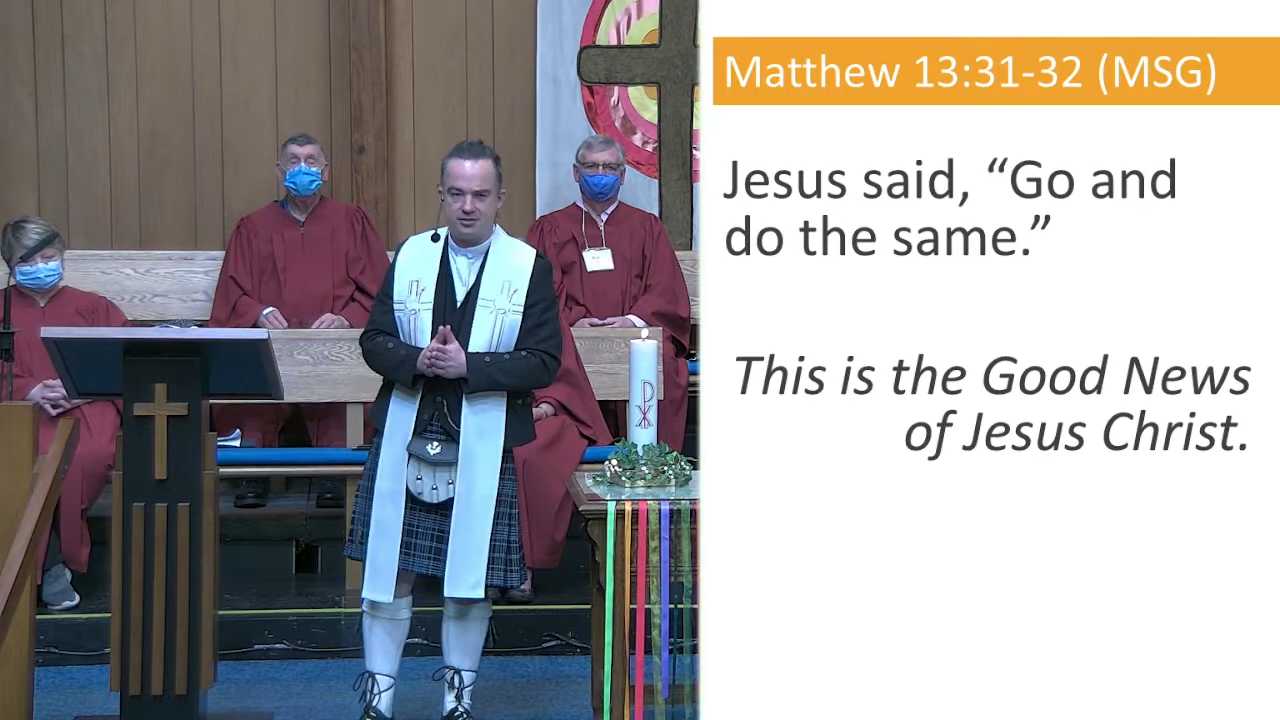 Matthew 13:31-32 (MSG)
Jesus said, “Go and
do the same.”
This is the Good News
of Jesus Christ.